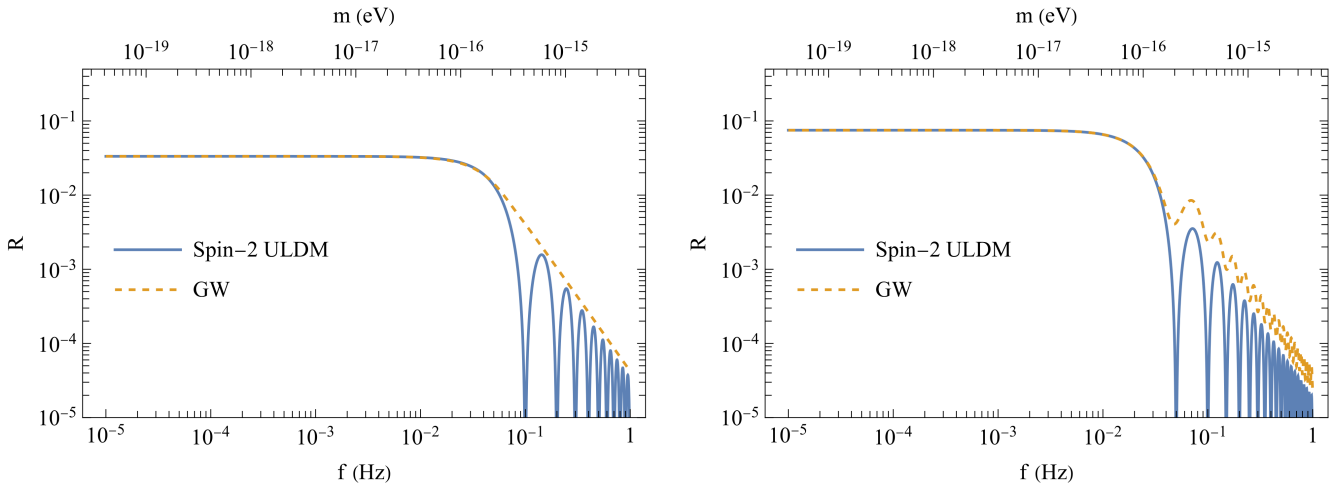 m (eV)
10⁻¹⁹ 10⁻¹⁸ 10⁻¹⁷ 10⁻¹⁶ 10⁻¹⁵
R
10⁻¹
10⁻²
10⁻³
10⁻⁴
10⁻⁵
Spin−2 ULDM
GW
10⁻⁵ 10⁻⁴ 10⁻³ 10⁻² 10⁻¹ 1
f (Hz)
m (eV)
10⁻¹⁹ 10⁻¹⁸ 10⁻¹⁷ 10⁻¹⁶ 10⁻¹⁵
R
10⁻¹
10⁻²
10⁻³
10⁻⁴
10⁻⁵
Spin−2 ULDM
GW
10⁻⁵ 10⁻⁴ 10⁻³ 10⁻² 10⁻¹ 1
f (Hz)